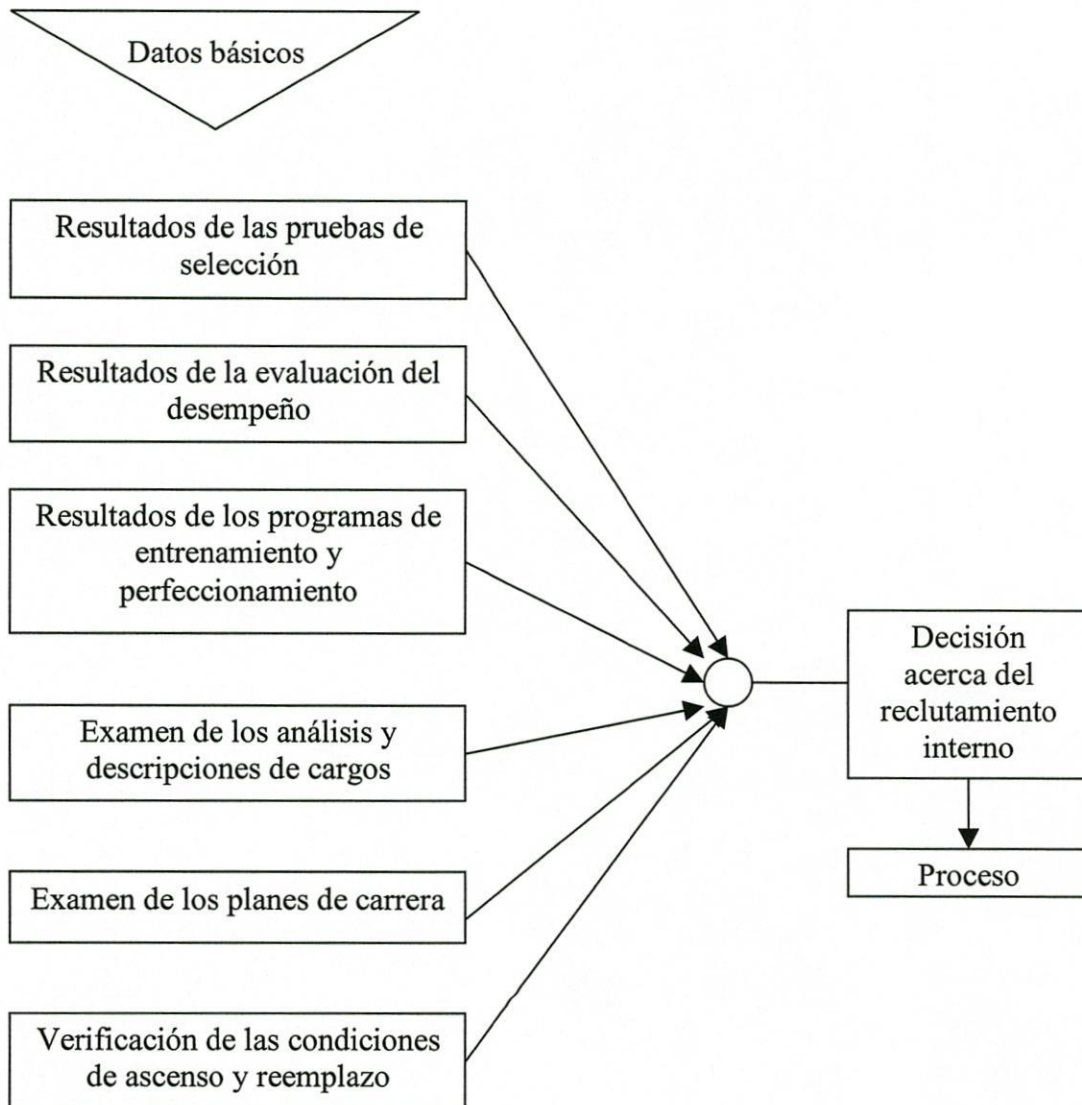 Datos básicos
Resultados de las pruebas de
selección
Resultados de la evaluación del
desempeño
Resultados de los programas de
entrenamiento y
perfeccionamiento
Examen de los análisis y
descripciones de cargos
Examen de los planes de carrera
Verificación de las condiciones
de ascenso y reemplazo
Decisión
acerca del
reclutamiento
interno
Proceso